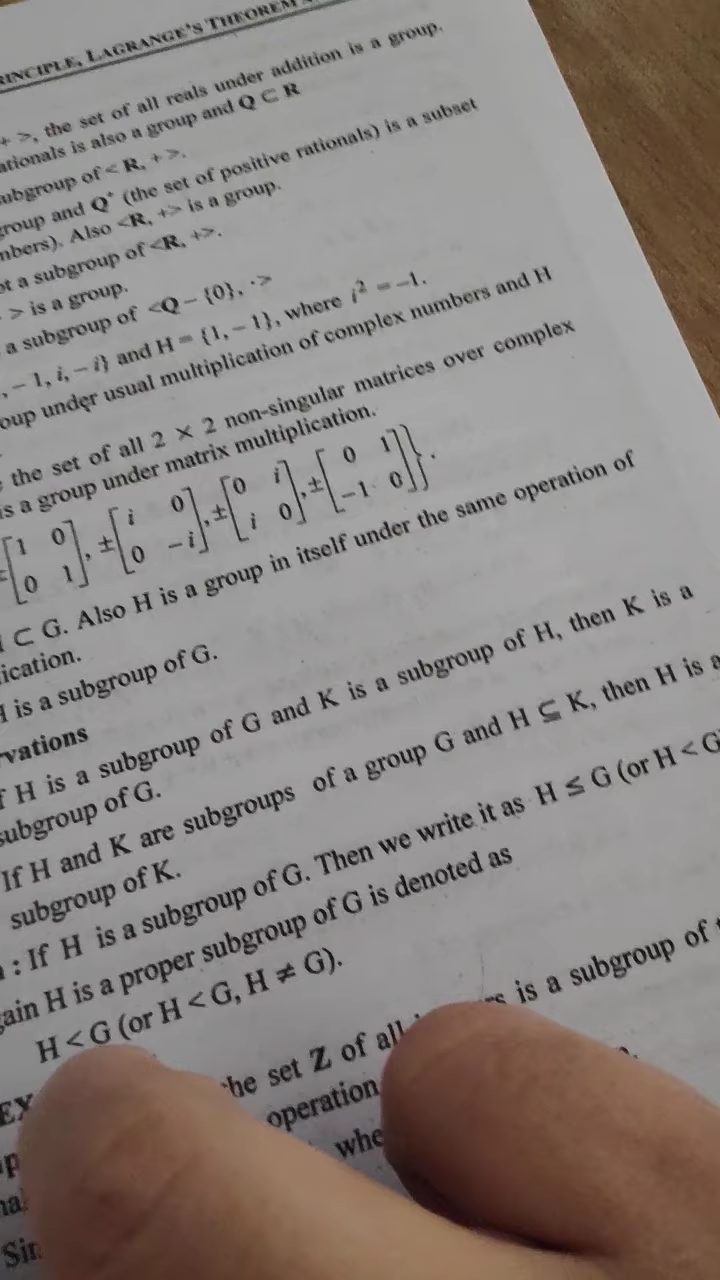 RINCIPLE, LAGRANGE'S THEOREM
+ >, the set of all reals under addition is a group.
ationals is also a group and Q ⊂ R
subgroup of < R, + >.
group and Q⁺ (the set of positive rationals) is a subset
mbers). Also <R, +> is a group.
ot a subgroup of <R, +>.
· > is a group.
a subgroup of <Q – {0}, ·>
, – 1, i, – i} and H = {1, – 1}, where i² = –1.
oup under usual multiplication of complex numbers and H
the set of all 2 × 2 non-singular matrices over complex
is a group under matrix multiplication.
±[1 0; 0 1], ±[i 0; 0 –i], ±[0 i; i 0], ±[0 1; –1 0]}.
H ⊂ G. Also H is a group in itself under the same operation of
ication.
H is a subgroup of G.
rvations
f H is a subgroup of G and K is a subgroup of H, then K is a
subgroup of G.
If H and K are subgroups of a group G and H ⊆ K, then H is a
subgroup of K.
: If H is a subgroup of G. Then we write it as H ≤ G (or H < G
gain H is a proper subgroup of G is denoted as
H < G (or H < G, H ≠ G).
EX the set Z of all is a subgroup of
operation
whe
Sin